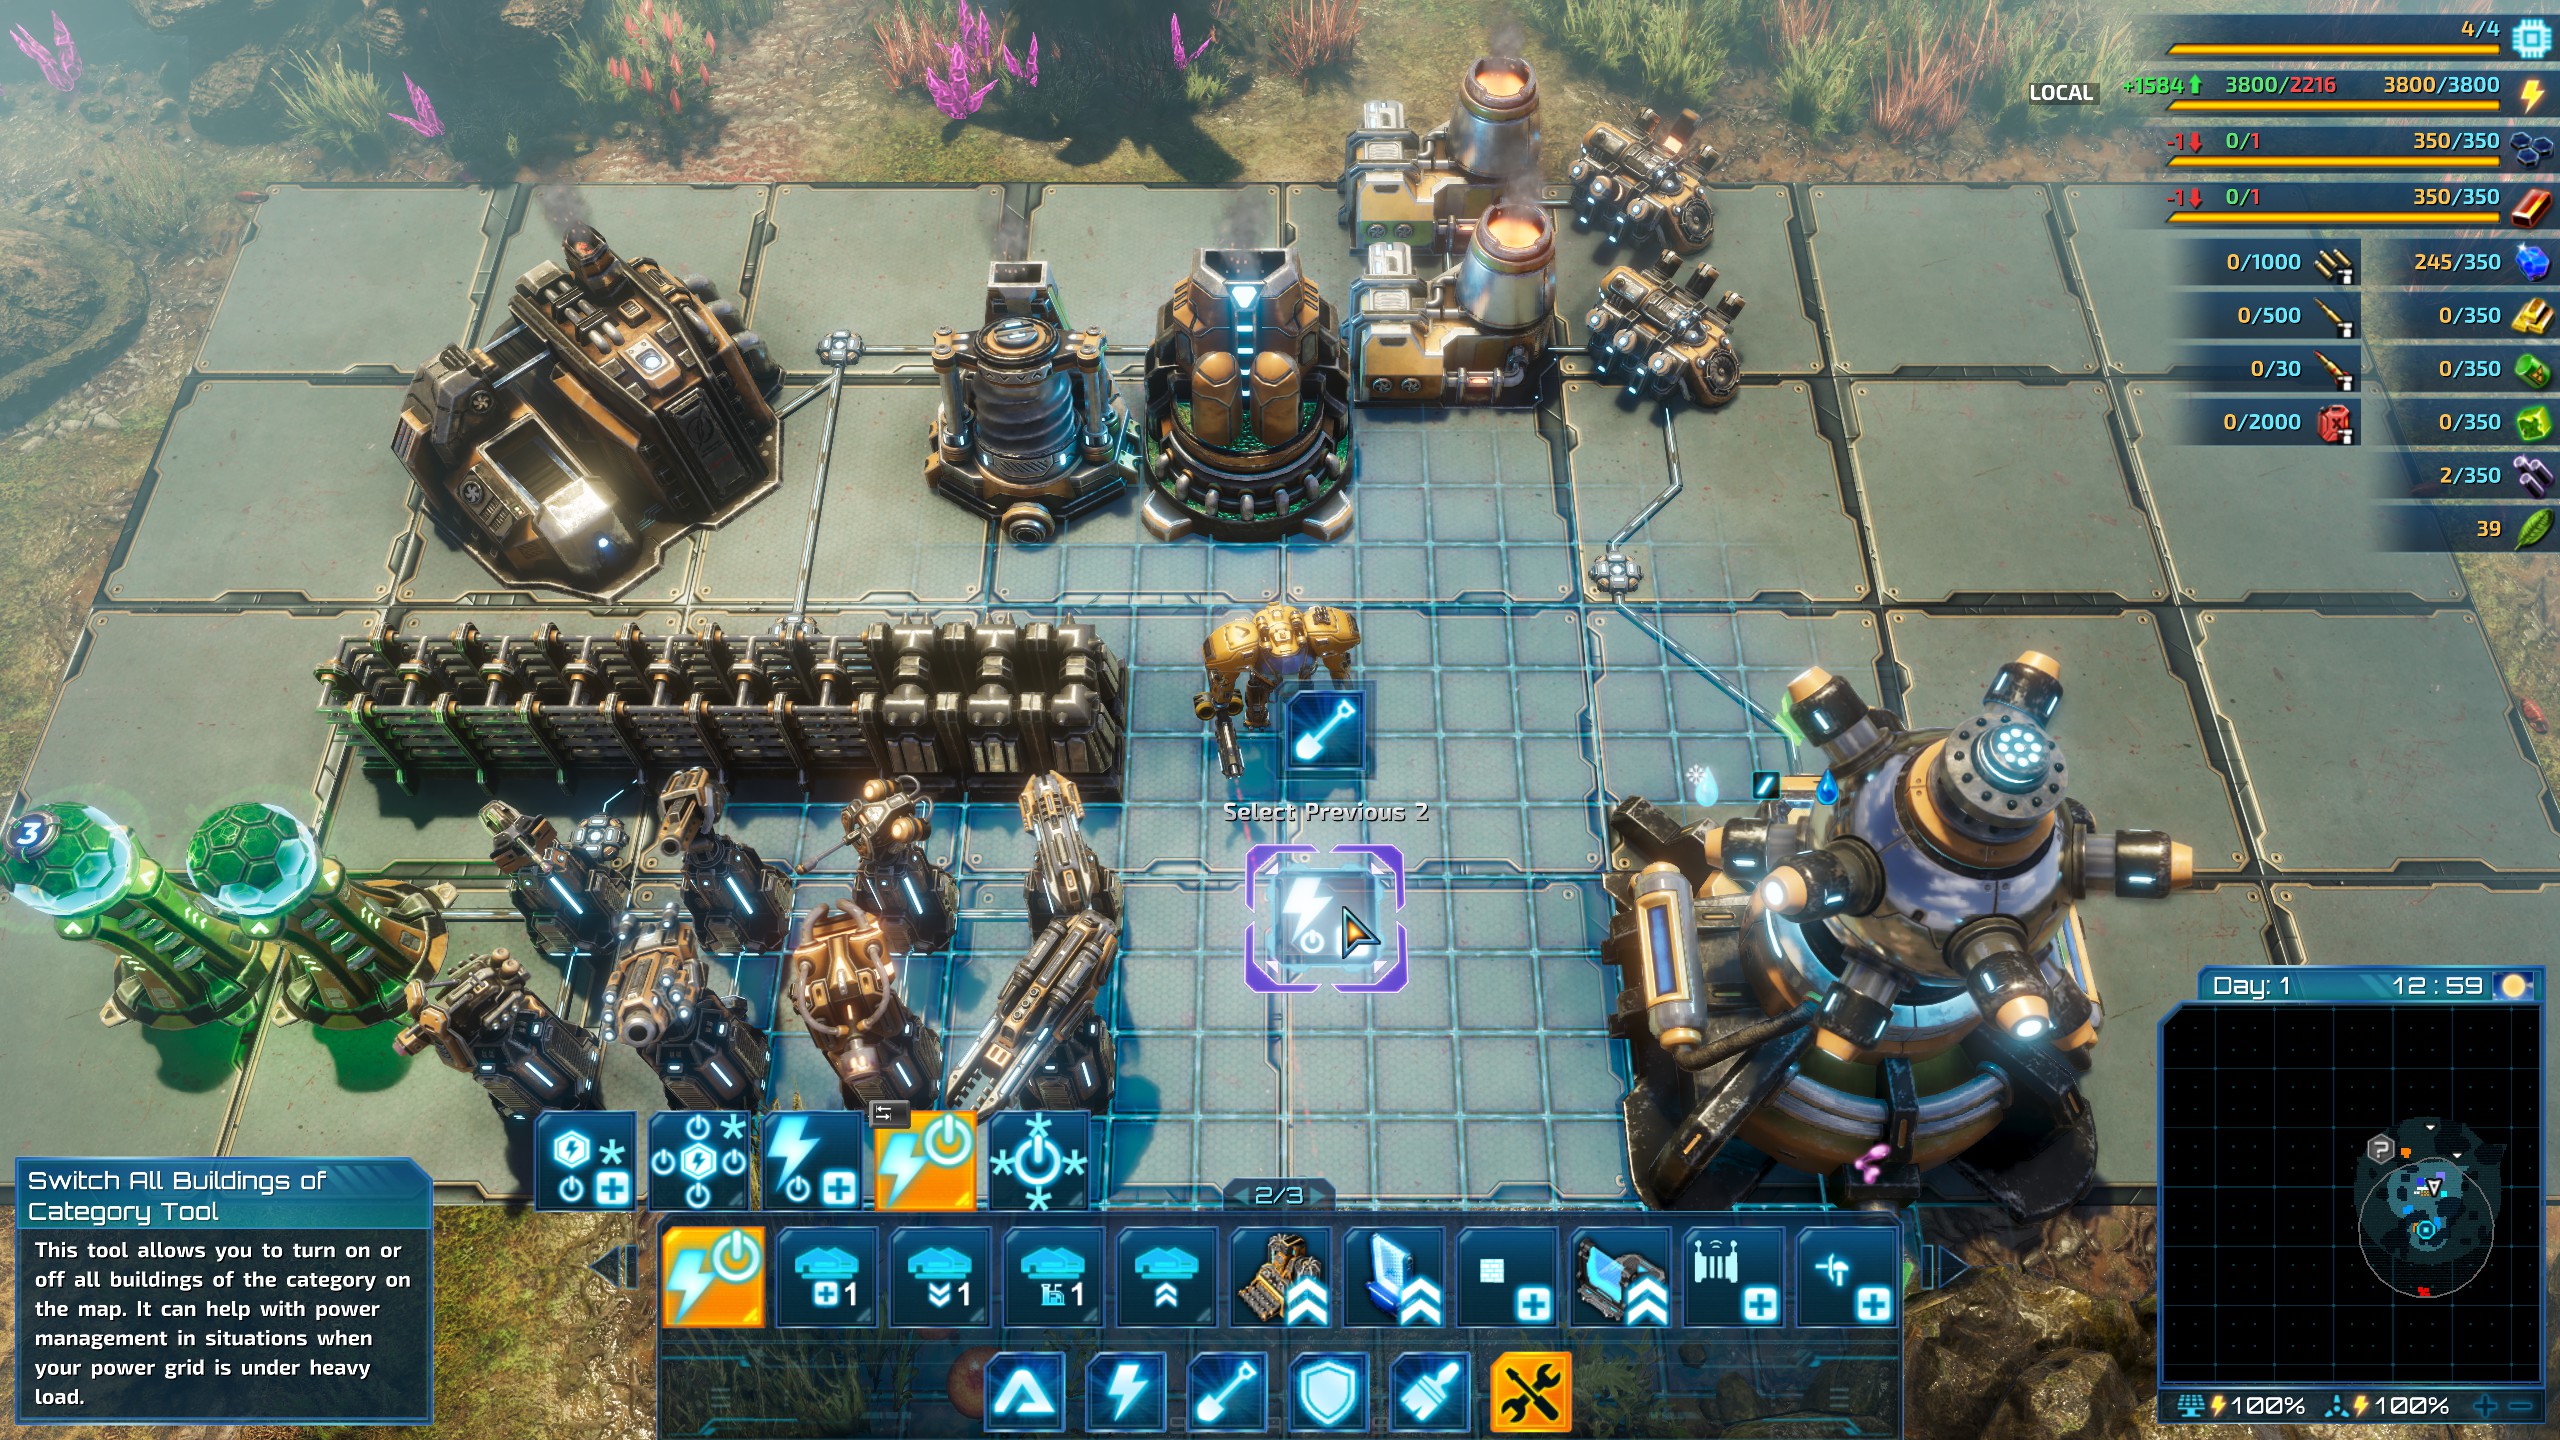 4/4
LOCAL
+1584 3800/2216 3800/3800
-1 0/1 350/350
-1 0/1 350/350
0/1000 245/350
0/500 0/350
0/30 0/350
0/2000 0/350
2/350
39
Select Previous 2
3
Day: 1 12:59
Switch All Buildings of
Category Tool
This tool allows you to turn on or
off all buildings of the category on
the map. It can help with power
management in situations when
your power grid is under heavy
load.
2/3
1
1
1
?
100% 100%